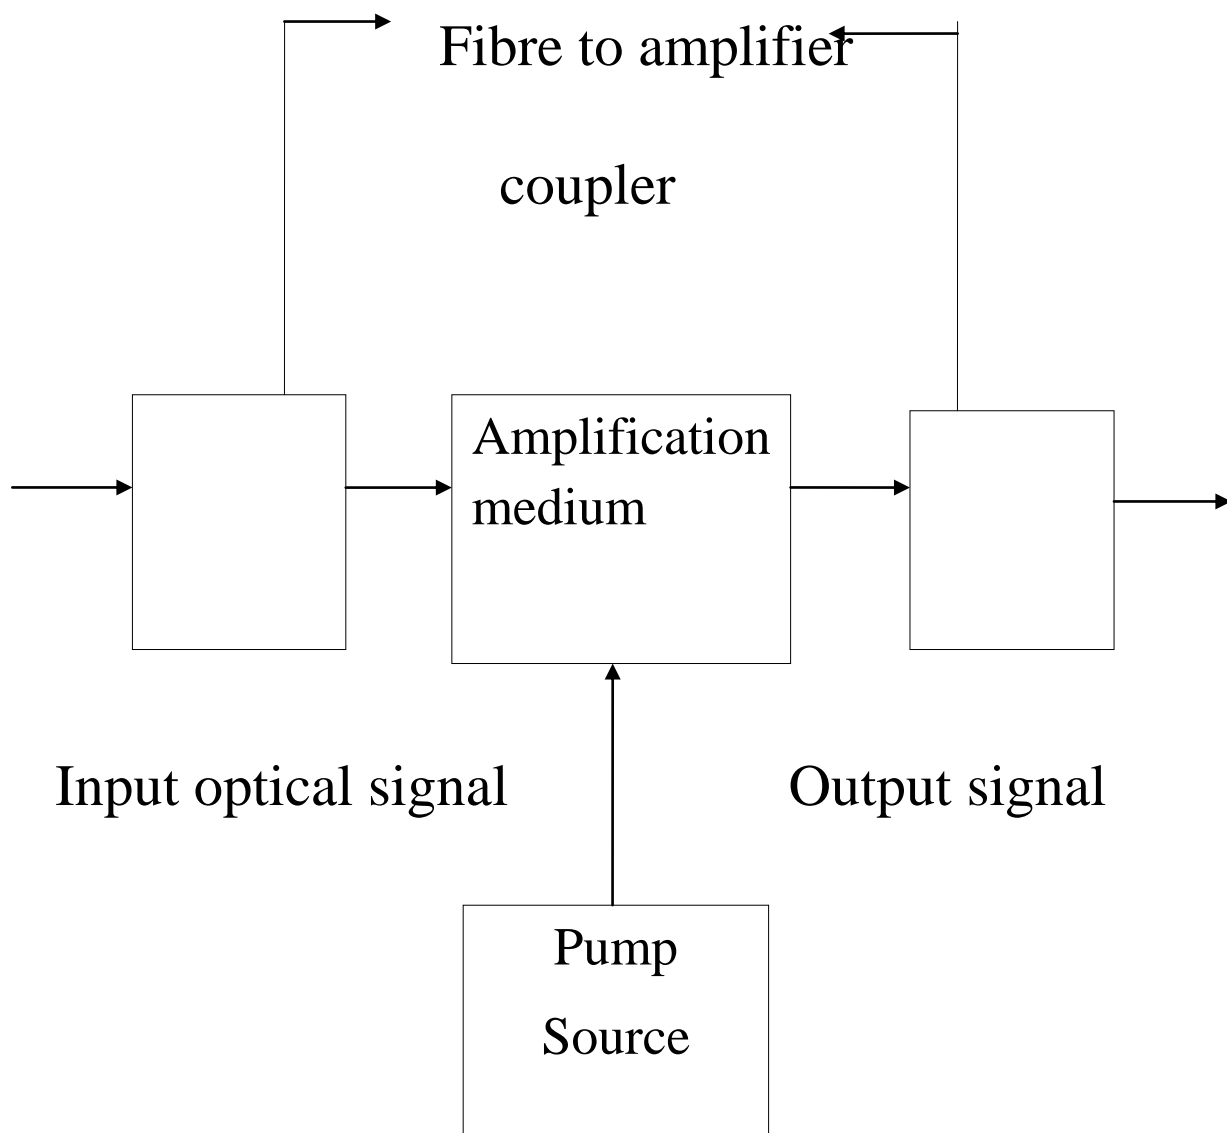 Fibre to amplifier
coupler
Amplification
medium
Input optical signal
Output signal
Pump
Source